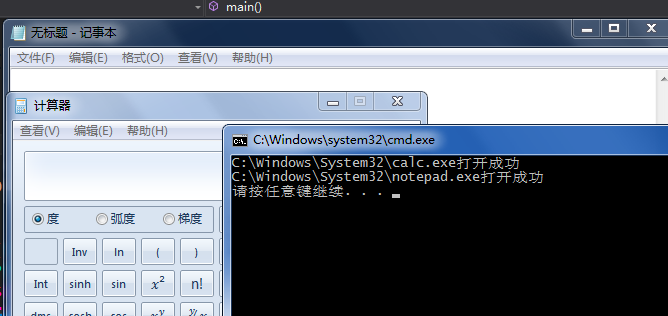 main()
无标题 - 记事本
文件(F) 编辑(E) 格式(O) 查看(V) 帮助(H)
计算器
查看(V) 编辑(E) 帮助(H)
C:\Windows\system32\cmd.exe
C:\Windows\System32\calc.exe打开成功
C:\Windows\System32\notepad.exe打开成功
请按任意键继续. . .
度 弧度 梯度
Inv ln ( )
Int sinh sin x² n!
dms cosh cos